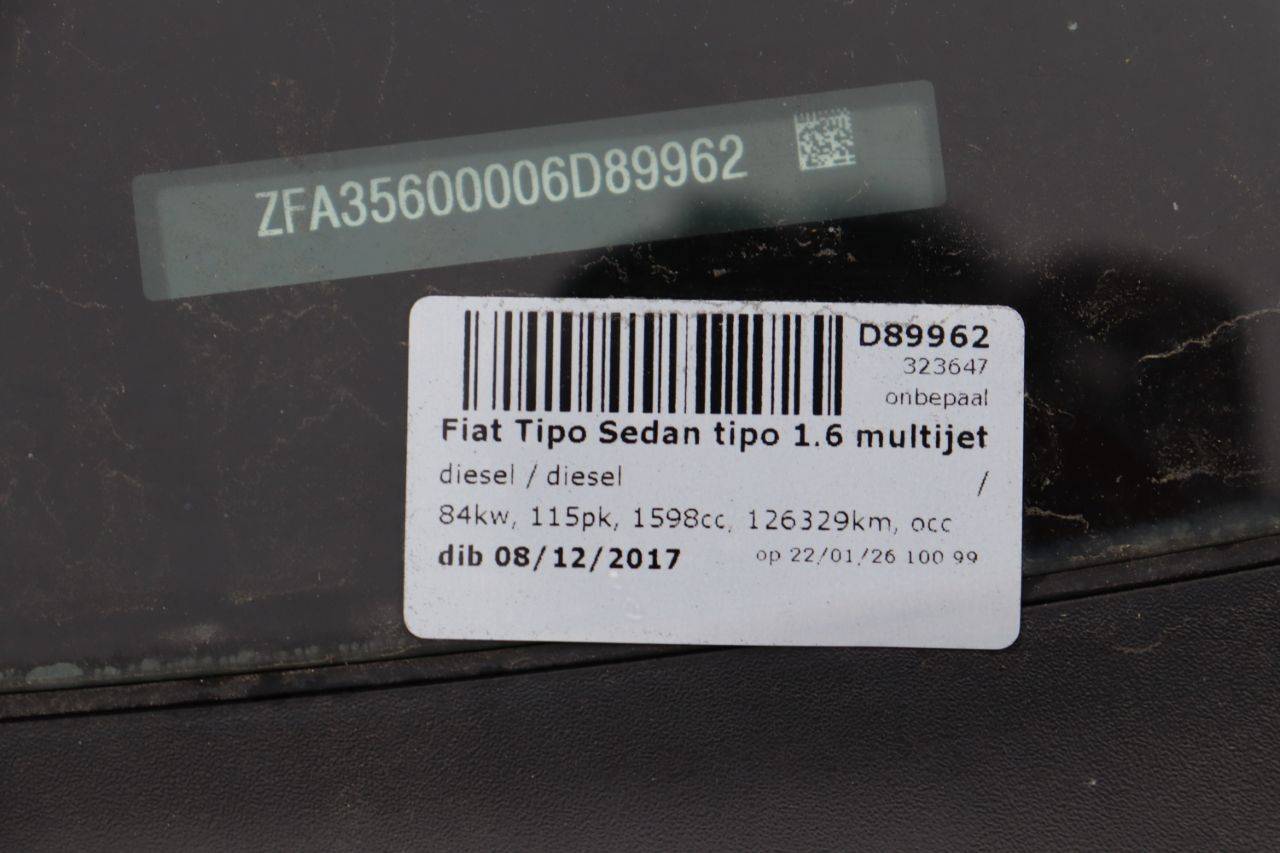 ZFA35600006D89962
D89962
323647
onbepaal
Fiat Tipo Sedan tipo 1.6 multijet
diesel / diesel /
84kw, 115pk, 1598cc, 126329km, occ
dib 08/12/2017 op 22/01/26 100 99